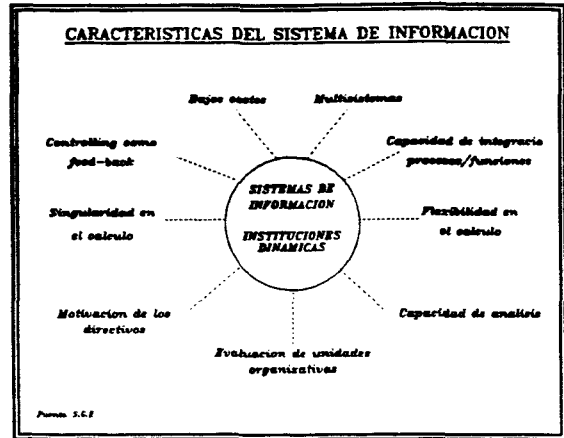 CARACTERISTICAS DEL SISTEMA DE INFORMACION
Bajos costes
Multisistemas
Controlling como
feed-back
Capacidad de integracio
procesos/funciones
SISTEMAS DE
INFORMACION
INSTITUCIONES
DINAMICAS
Singularidad en
el calculo
Flexibilidad en
el calculo
Motivacion de los
directivos
Capacidad de analisis
Evaluacion de unidades
organizativas
Fuente. S.G.E